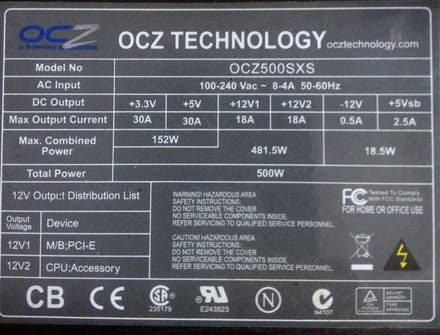 OCZ OCZ TECHNOLOGY ocztechnology.com
Technology
Model No OCZ500SXS
AC Input 100-240 Vac ~ 8-4A 50-60Hz
DC Output +3.3V +5V +12V1 +12V2 -12V +5Vsb
Max Output Current 30A 30A 18A 18A 0.5A 2.5A
Max. Combined Power 152W 481.5W 18.5W
Total Power 500W
12V Output Distribution List
Output Voltage Device
12V1 M/B;PCI-E
12V2 CPU;Accessory
WARNING! HAZARDOUS AREA
SAFETY INSTRUCTIONS:
DO NOT REMOVE THE COVER
NO SERVICEABLE COMPONENTS INSIDE.
REFER SERVICING TO QUALIFIED SERVICE PERSONNEL.
CAUTION! HAZARDOUS AREA
SAFETY INSTRUCTIONS:
DO NOT REMOVE THE COVER
NO SERVICEABLE COMPONENTS INSIDE.
REFER SERVICING TO QUALIFIED SERVICE PERSONNEL.
FC Tested To Comply
With FCC Standards
FOR HOME OR OFFICE USE
CB CE
235179
E243823
N
N4107